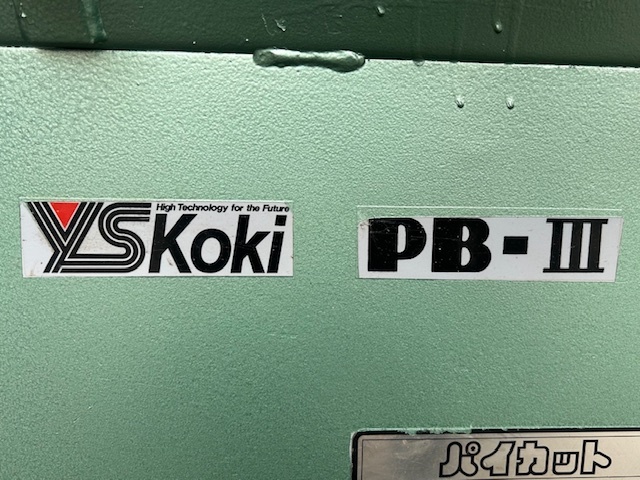 High Technology for the Future
YSKoki
PB-III
パイカット